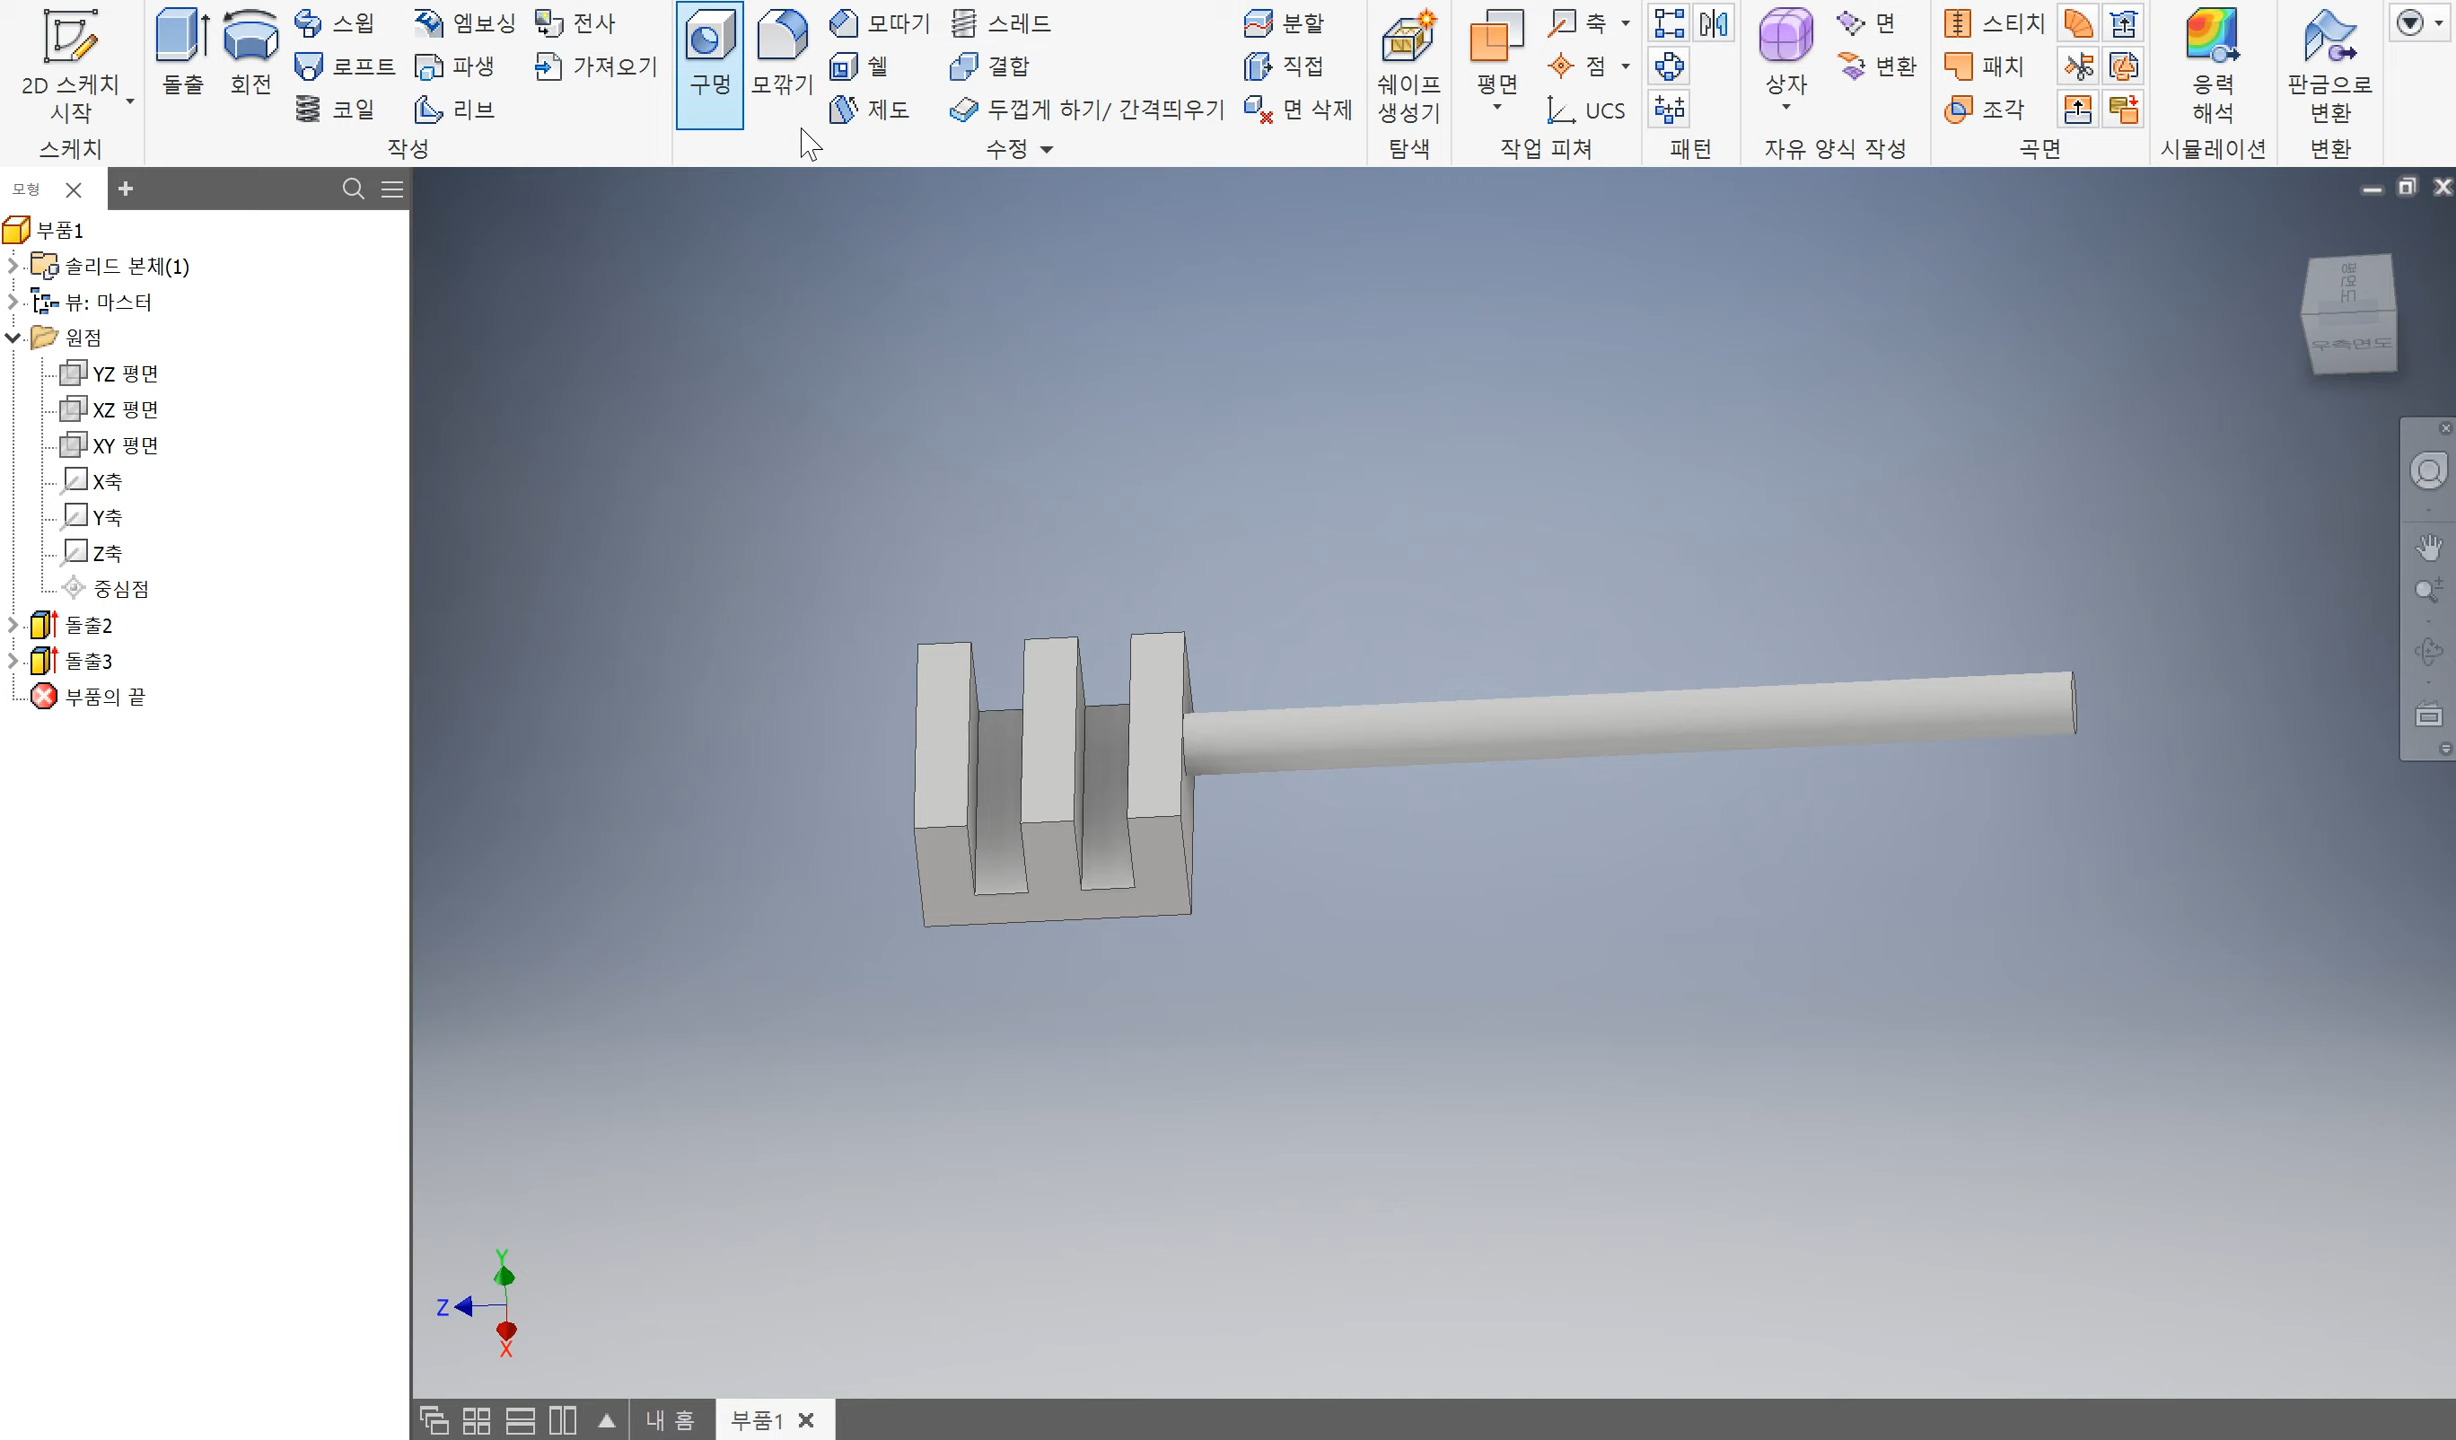 2D 스케치
시작
스케치
돌출
회전
스윕
로프트
코일
엠보싱
파생
리브
전사
가져오기
작성
구멍
모깎기
모따기
쉘
제도
스레드
결합
두껍게 하기/ 간격띄우기
분할
직접
면 삭제
수정
쉐이프
생성기
탐색
평면
축
점
UCS
작업 피쳐
패턴
상자
면
변환
자유 양식 작성
스티치
패치
조각
곡면
응력
해석
시뮬레이션
판금으로
변환
변환
모형
부품1
솔리드 본체(1)
뷰: 마스터
원점
YZ 평면
XZ 평면
XY 평면
X축
Y축
Z축
중심점
돌출2
돌출3
부품의 끝
평면도
우측면도
Y
Z
X
내 홈
부품1